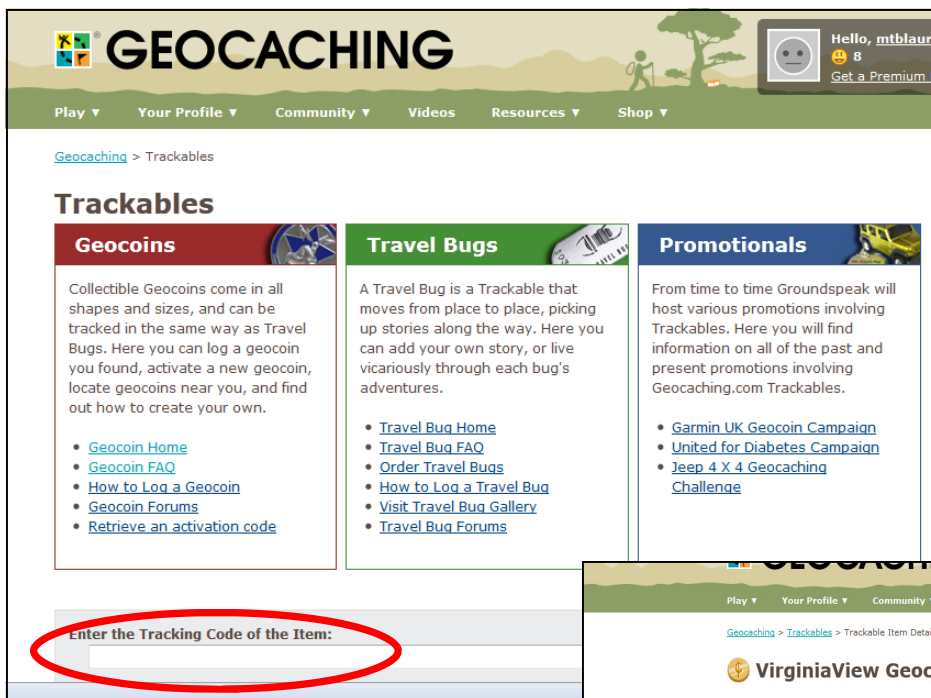 GEOCACHING
Hello, mtblaur
8
Get a Premium
Play ▼ Your Profile ▼ Community ▼ Videos Resources ▼ Shop ▼
Geocaching > Trackables
Trackables
Geocoins
Collectible Geocoins come in all
shapes and sizes, and can be
tracked in the same way as Travel
Bugs. Here you can log a geocoin
you found, activate a new geocoin,
locate geocoins near you, and find
out how to create your own.
• Geocoin Home
• Geocoin FAQ
• How to Log a Geocoin
• Geocoin Forums
• Retrieve an activation code
Travel Bugs
A Travel Bug is a Trackable that
moves from place to place, picking
up stories along the way. Here you
can add your own story, or live
vicariously through each bug's
adventures.
• Travel Bug Home
• Travel Bug FAQ
• Order Travel Bugs
• How to Log a Travel Bug
• Visit Travel Bug Gallery
• Travel Bug Forums
Promotionals
From time to time Groundspeak will
host various promotions involving
Trackables. Here you will find
information on all of the past and
present promotions involving
Geocaching.com Trackables.
• Garmin UK Geocoin Campaign
• United for Diabetes Campaign
• Jeep 4 X 4 Geocaching
Challenge
Enter the Tracking Code of the Item:
Play ▼ Your Profile ▼ Community
Geocaching > Trackables > Trackable Item Detai
VirginiaView Geoc